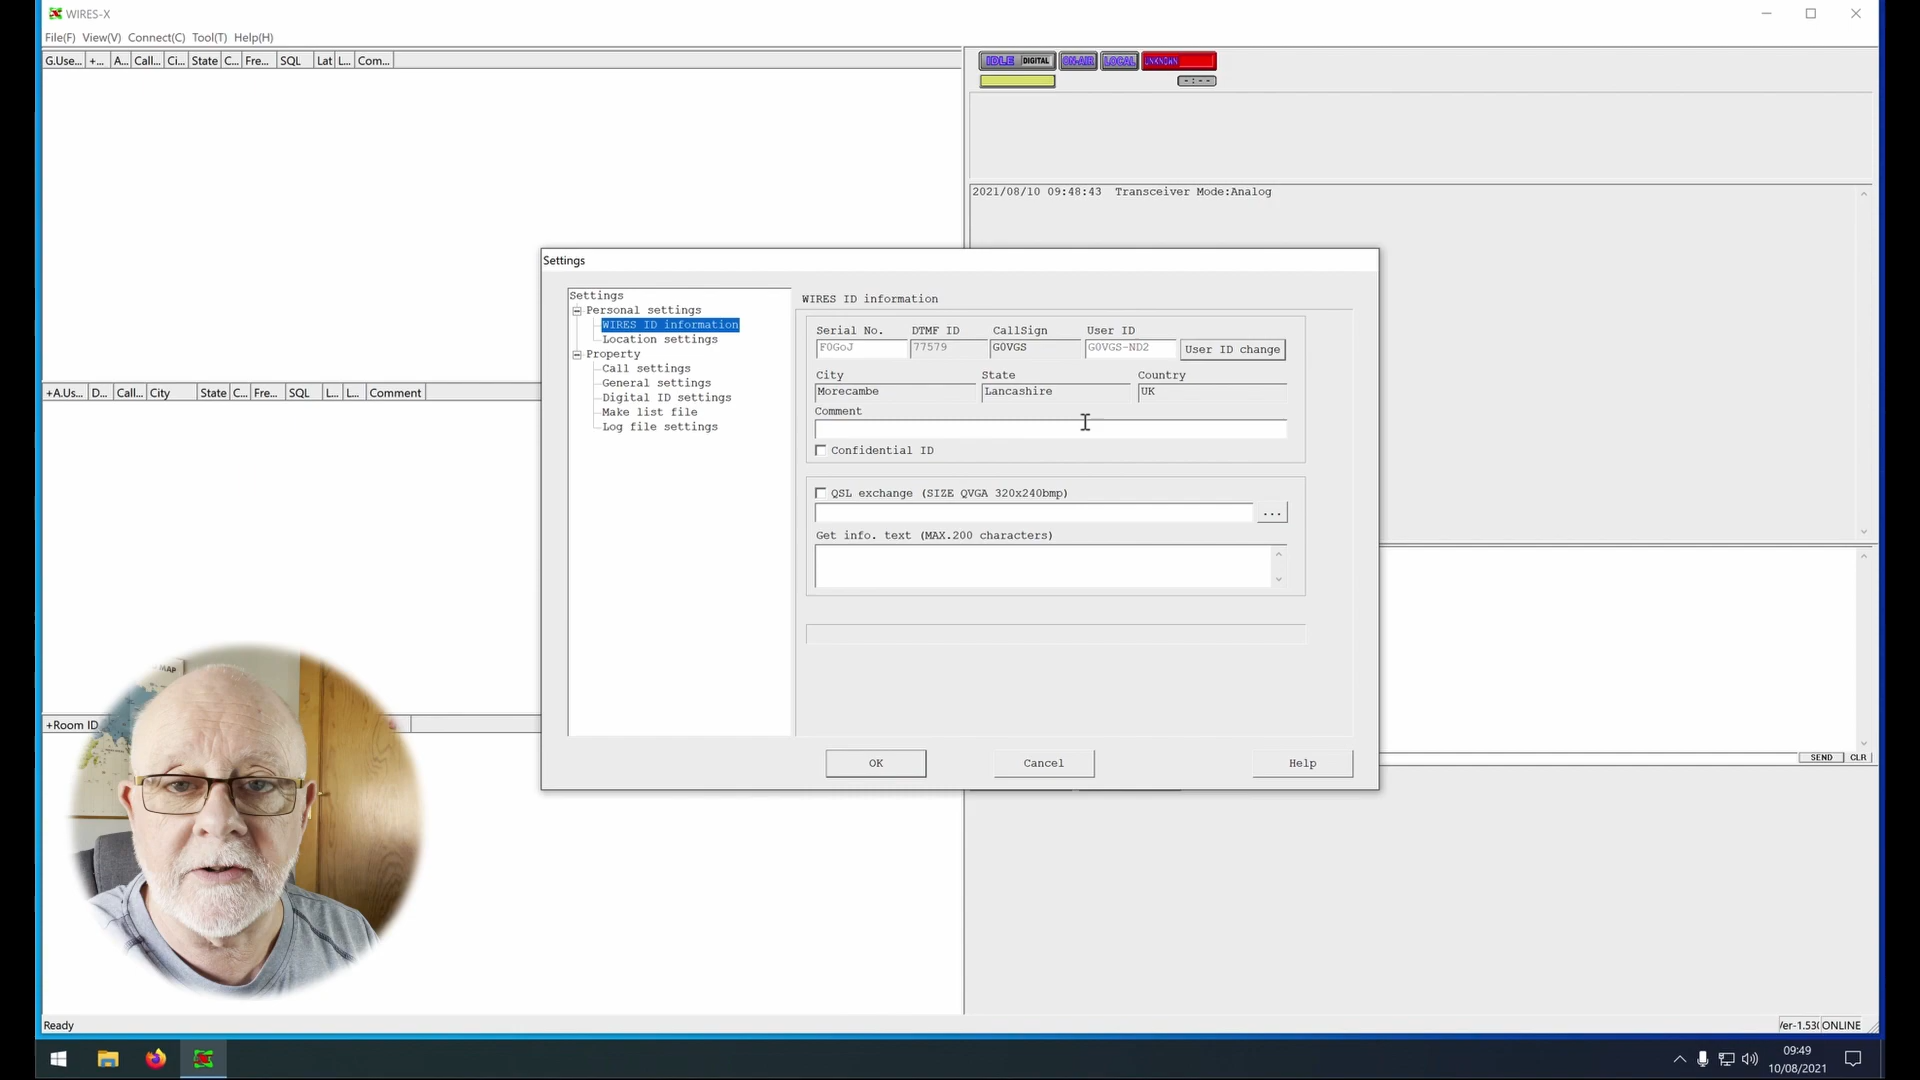 WIRES-X
File(F) View(V) Connect(C) Tool(T) Help(H)
G.Use... +... A... Call... Ci... State C... Fre... SQL Lat L... Com...
IDLE DIGITAL ON-AIR LOCAL UNKNOWN
-:--
2021/08/10 09:48:43 Transceiver Mode:Analog
+A.Us... D... Call... City State C... Fre... SQL L... L... Comment
+Room ID
Settings
Settings
Personal settings
WIRES ID information
Location settings
Property
Call settings
General settings
Digital ID settings
Make list file
Log file settings
WIRES ID information
Serial No. DTMF ID CallSign User ID
F0GoJ 77579 G0VGS G0VGS-ND2 User ID change
City State Country
Morecambe Lancashire UK
Comment
Confidential ID
QSL exchange (SIZE QVGA 320x240bmp)
...
Get info. text (MAX.200 characters)
OK Cancel Help
SEND CLR
MAP
Ready
ONLINE
09:49
10/08/2021